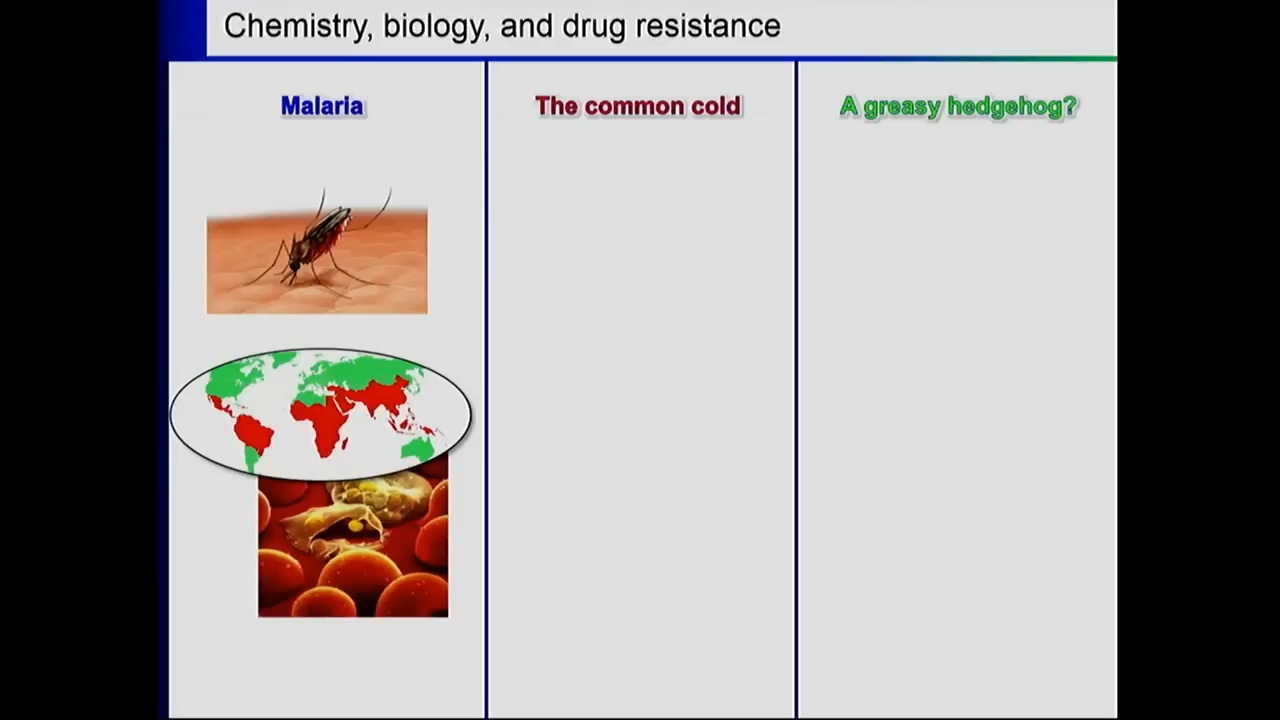 Chemistry, biology, and drug resistance
Malaria
The common cold
A greasy hedgehog?